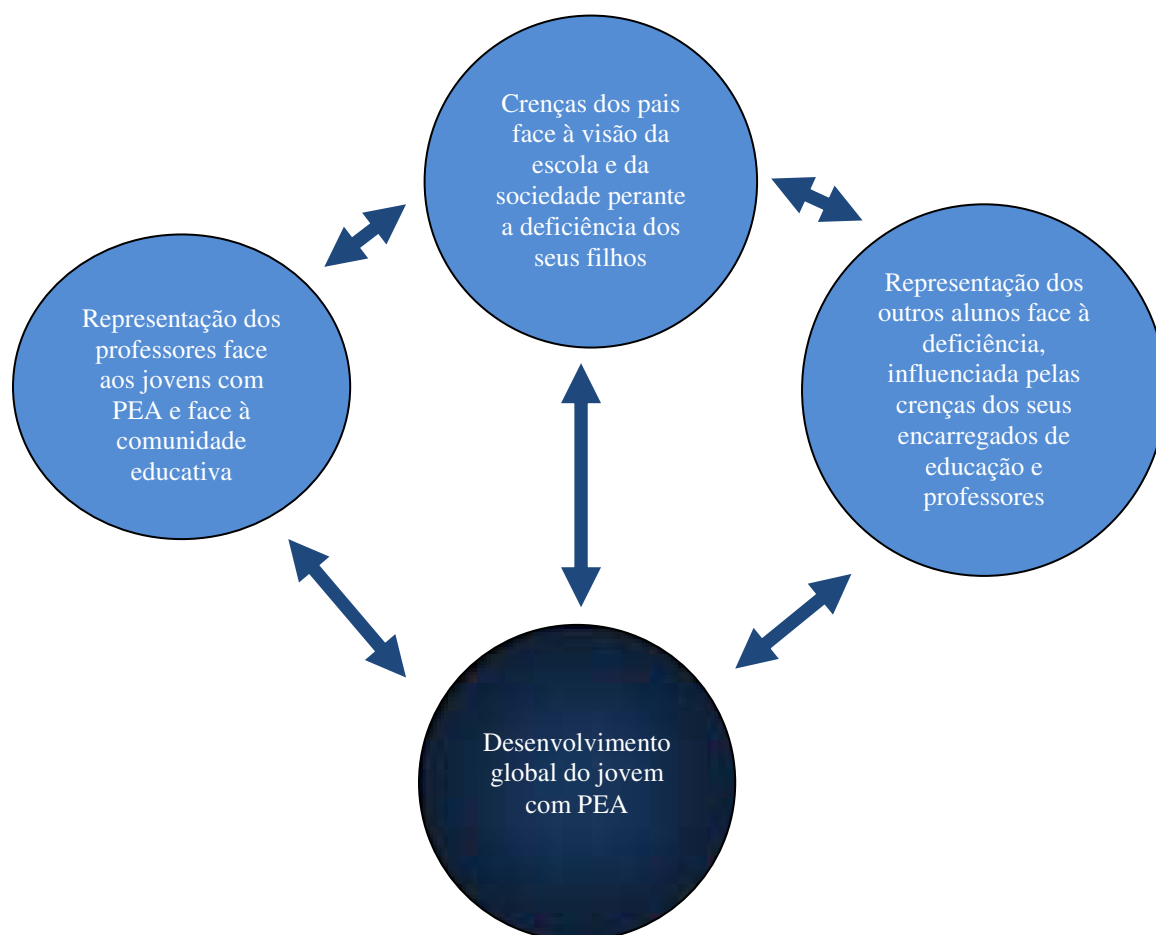 Crenças dos pais
face à visão da
escola e da
sociedade perante
a deficiência dos
seus filhos
Representação dos
professores face
aos jovens com
PEA e face à
comunidade
educativa
Representação dos
outros alunos face à
deficiência,
influenciada pelas
crenças dos seus
encarregados de
educação e
professores
Desenvolvimento
global do jovem
com PEA